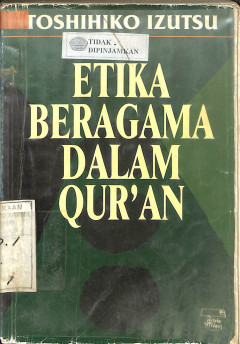 TOSHIHIKO IZUTSU
TIDAK
DIPINJAMKAN
ETIKA
BERAGAMA
DALAM
QUR'AN